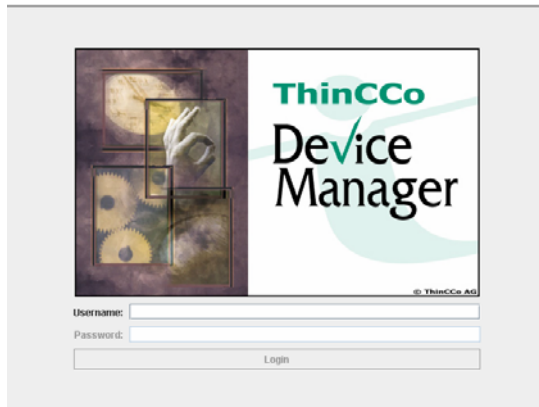 ThinCCo
Device
Manager
© ThinCCo AG
Username:
Password:
Login